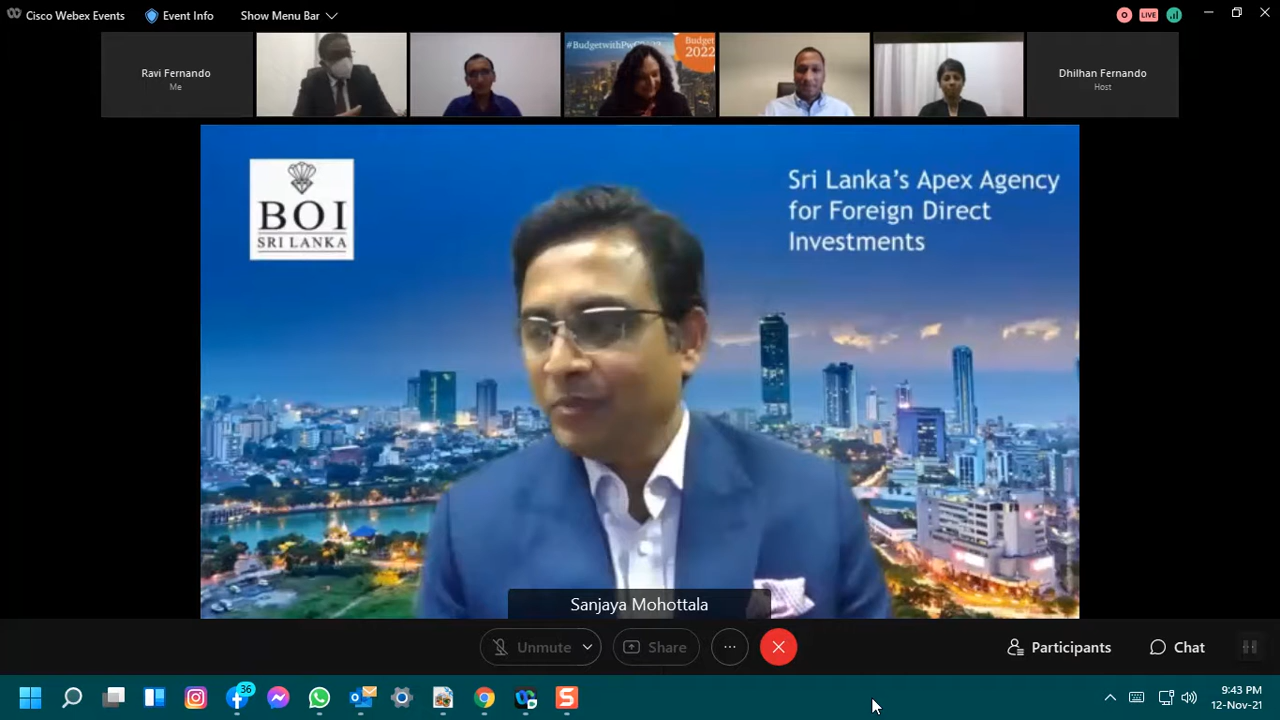 Cisco Webex Events
Event Info
Show Menu Bar
LIVE
Ravi Fernando
Me
#BudgetwithPwC
Budget
2022
Dhilhan Fernando
Host
BOI
SRI LANKA
Sri Lanka's Apex Agency
for Foreign Direct
Investments
Sanjaya Mohottala
Unmute
Share
Participants
Chat
36
S
9:43 PM
12-Nov-21